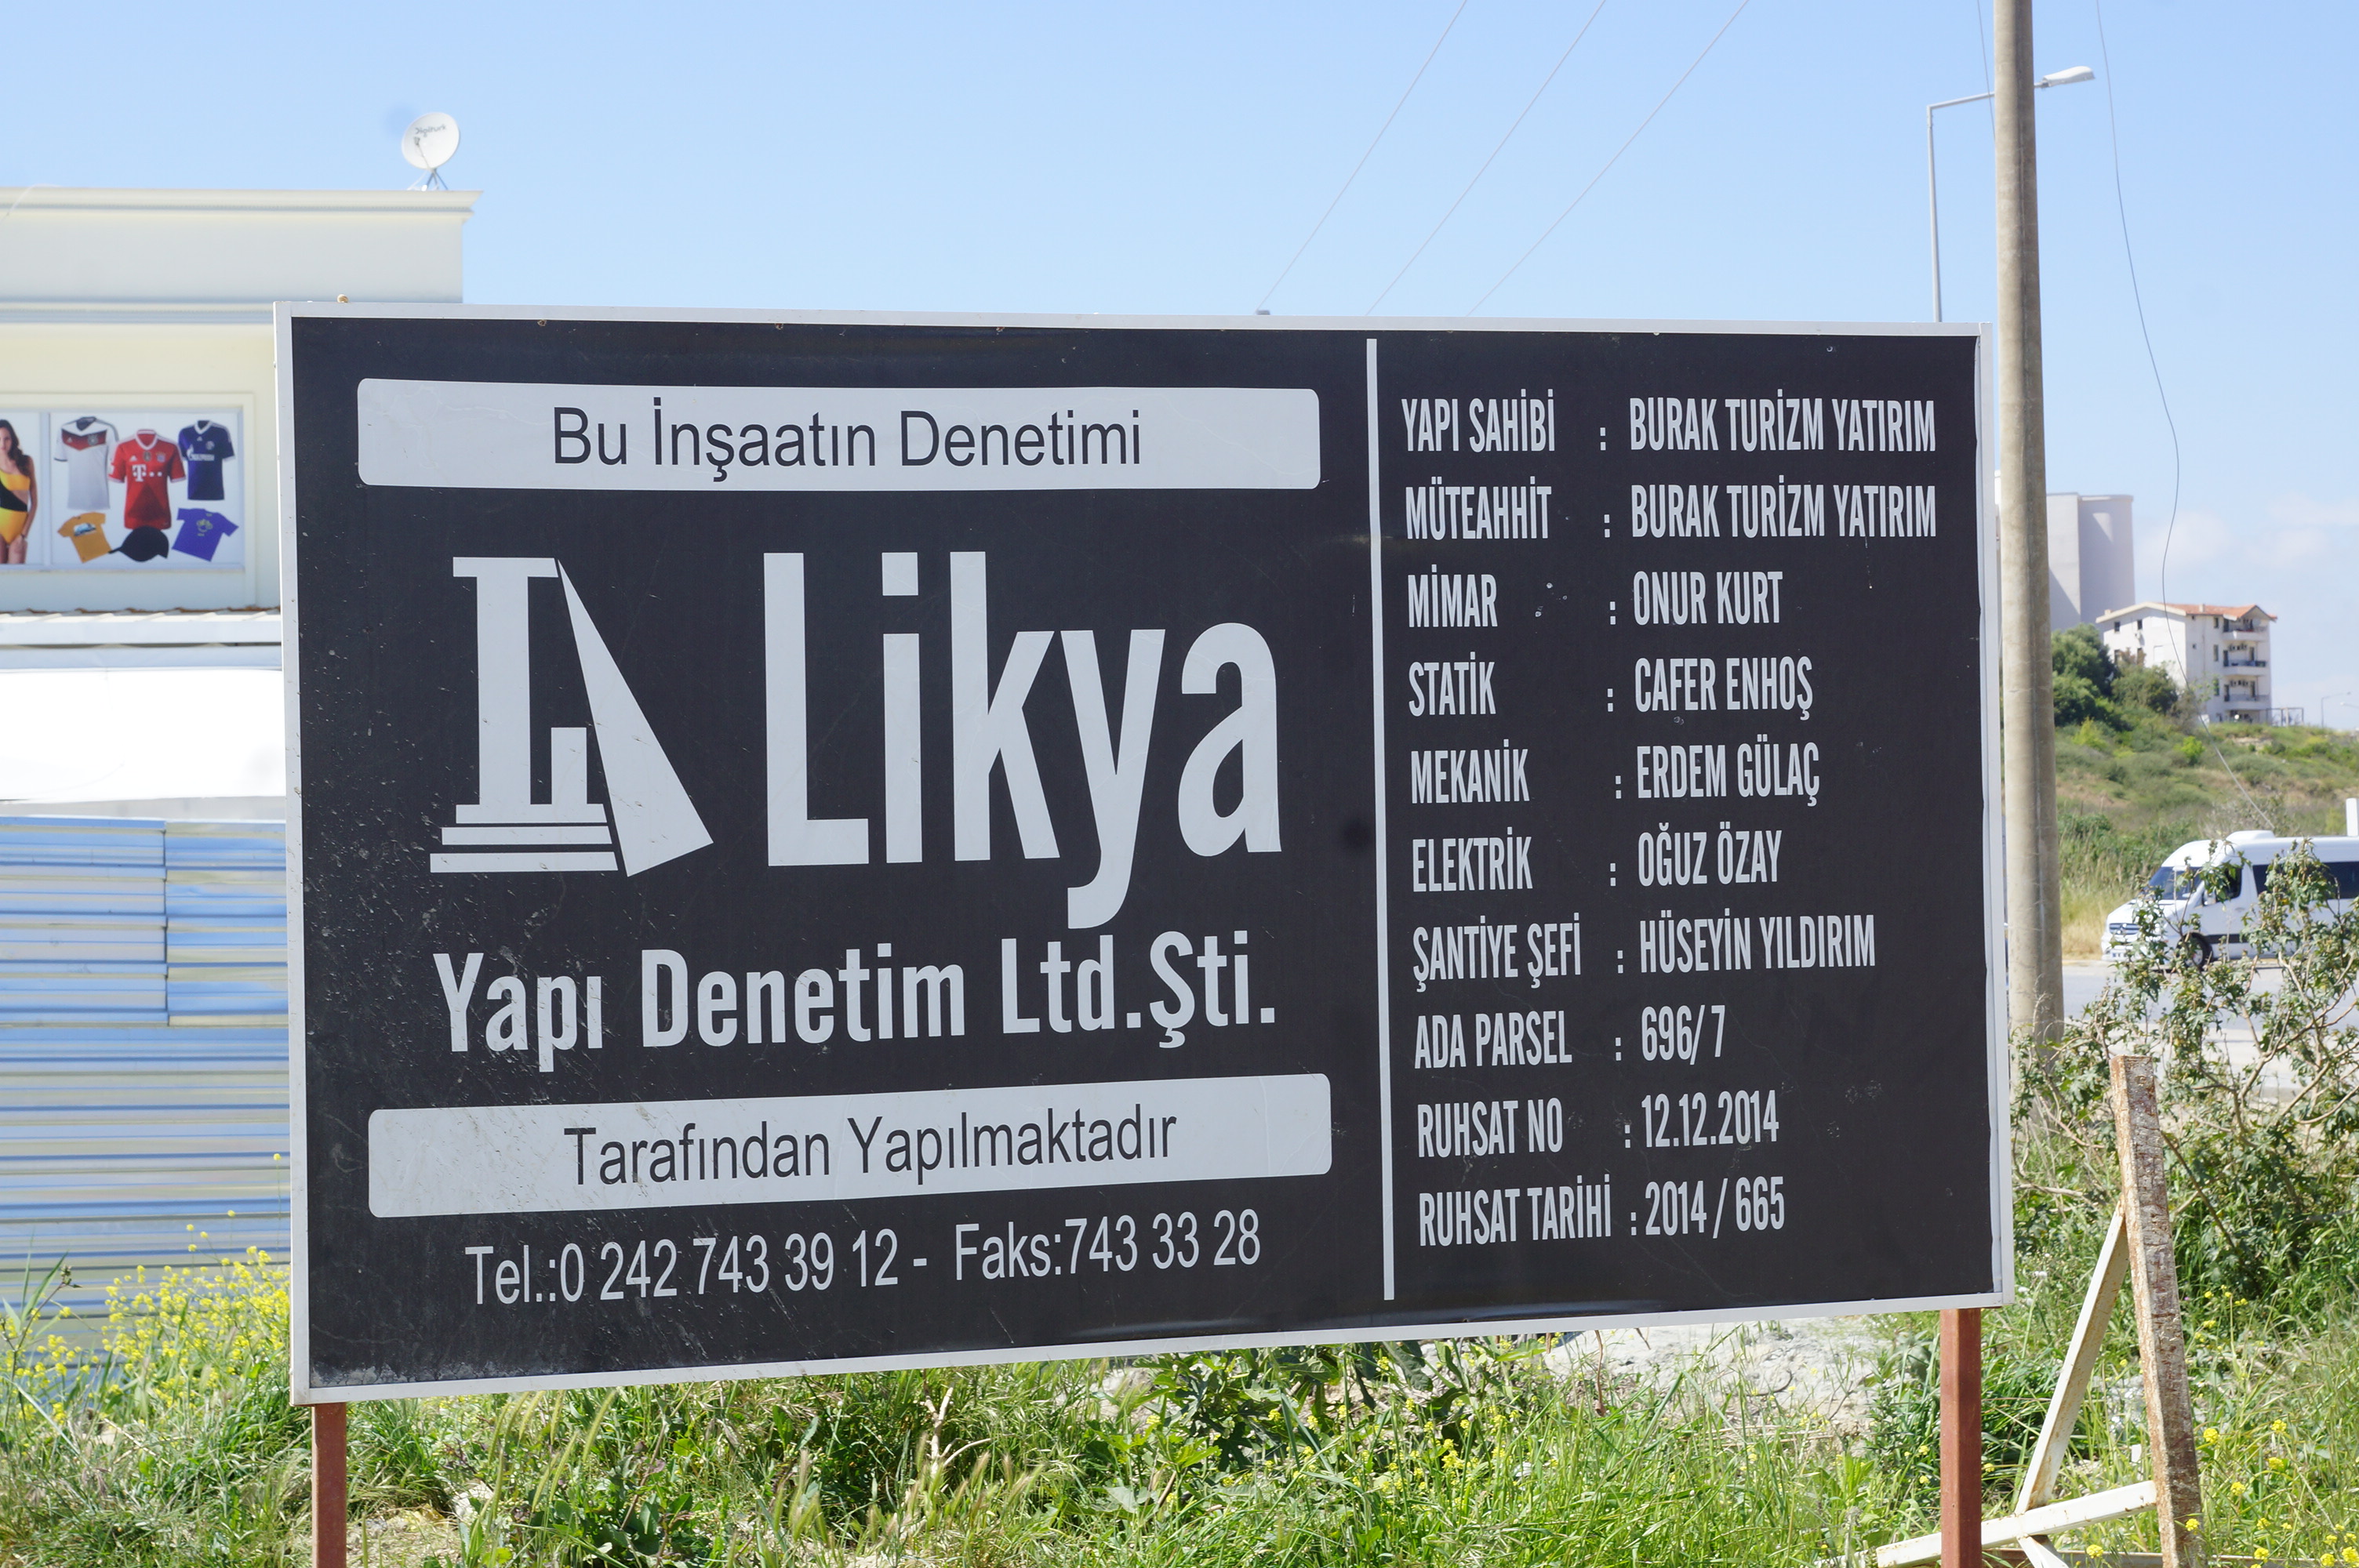 Bu İnşaatın Denetimi
Likya
Yapı Denetim Ltd.Şti.
Tarafından Yapılmaktadır
Tel.:0 242 743 39 12 - Faks:743 33 28
YAPI SAHİBİ : BURAK TURİZM YATIRIM
MÜTEAHHİT : BURAK TURİZM YATIRIM
MİMAR : ONUR KURT
STATİK : CAFER ENHOŞ
MEKANİK : ERDEM GÜLAÇ
ELEKTRİK : OĞUZ ÖZAY
ŞANTİYE ŞEFİ : HÜSEYİN YILDIRIM
ADA PARSEL : 696/7
RUHSAT NO : 12.12.2014
RUHSAT TARİHİ : 2014 / 665